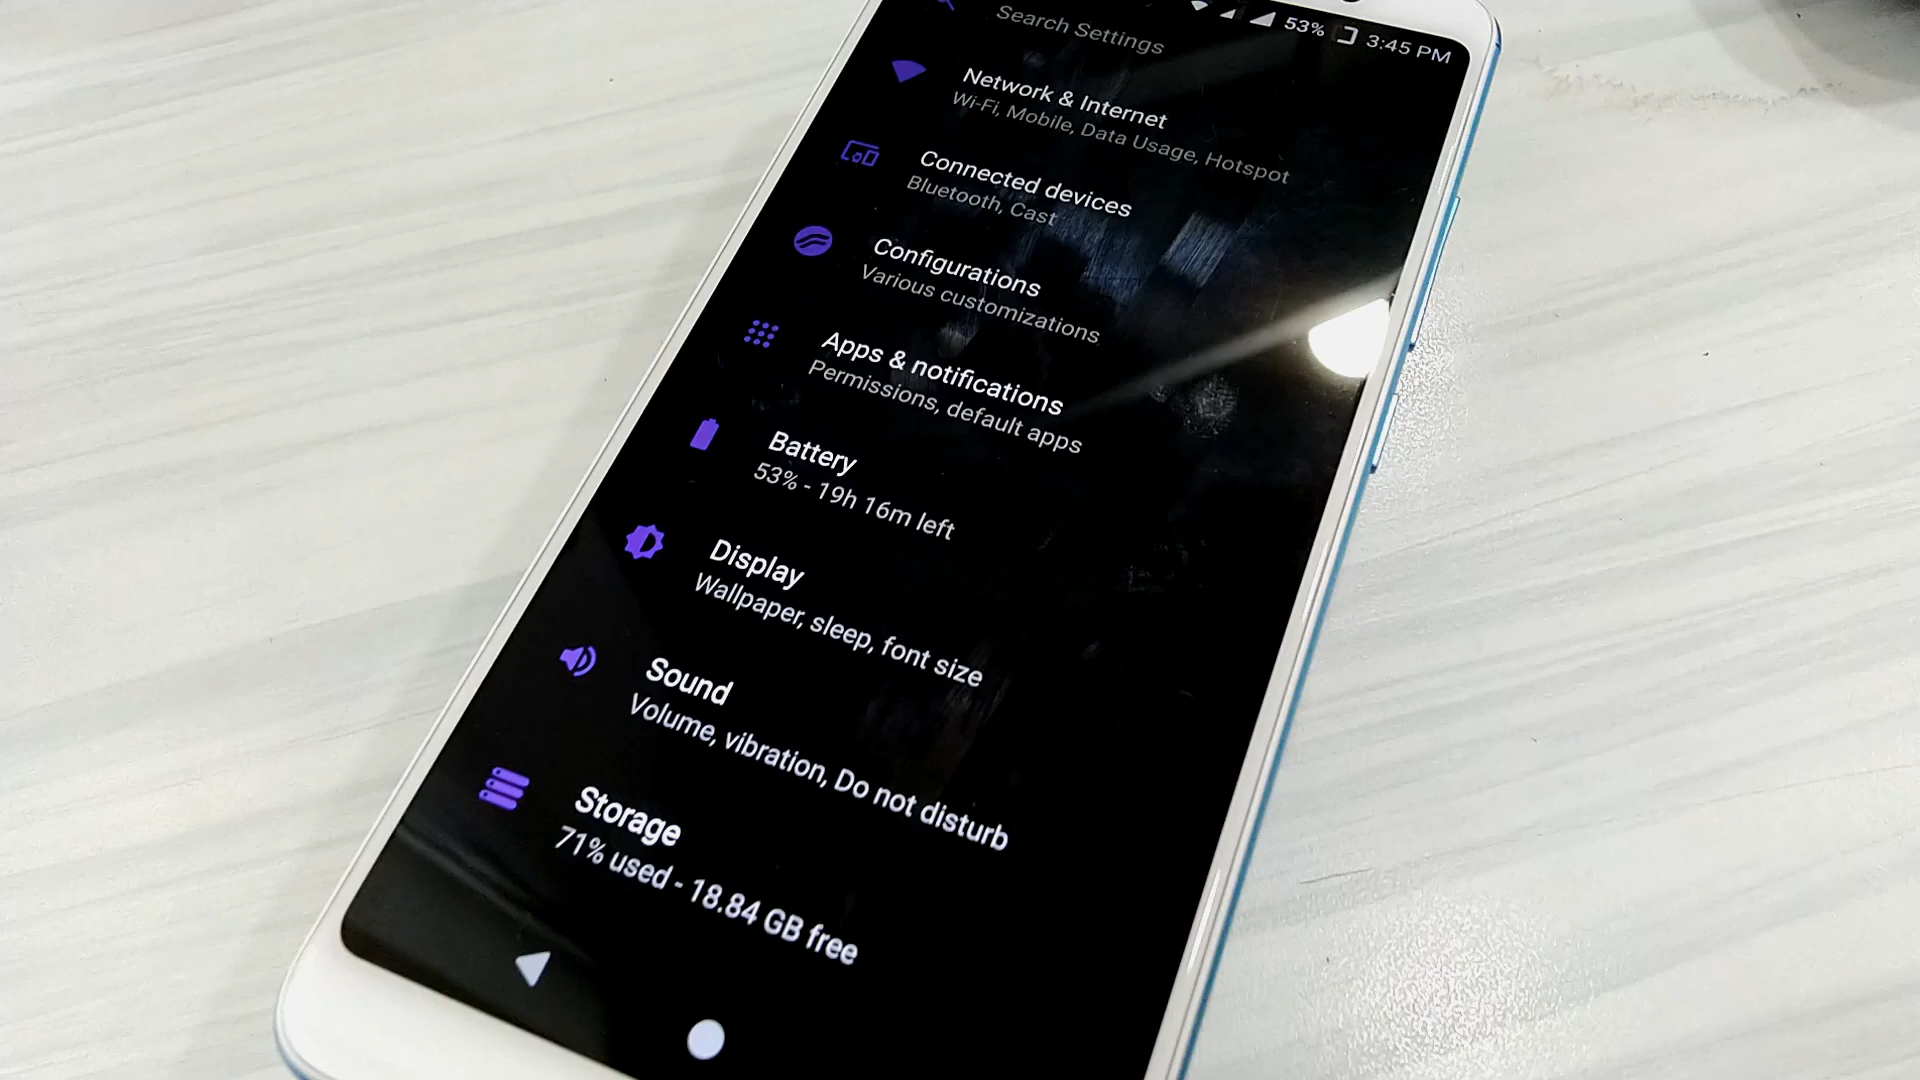 53% 3:45 PM
Search Settings
Network & Internet
Wi-Fi, Mobile, Data Usage, Hotspot
Connected devices
Bluetooth, Cast
Configurations
Various customizations
Apps & notifications
Permissions, default apps
Battery
53% - 19h 16m left
Display
Wallpaper, sleep, font size
Sound
Volume, vibration, Do not disturb
Storage
71% used - 18.84 GB free